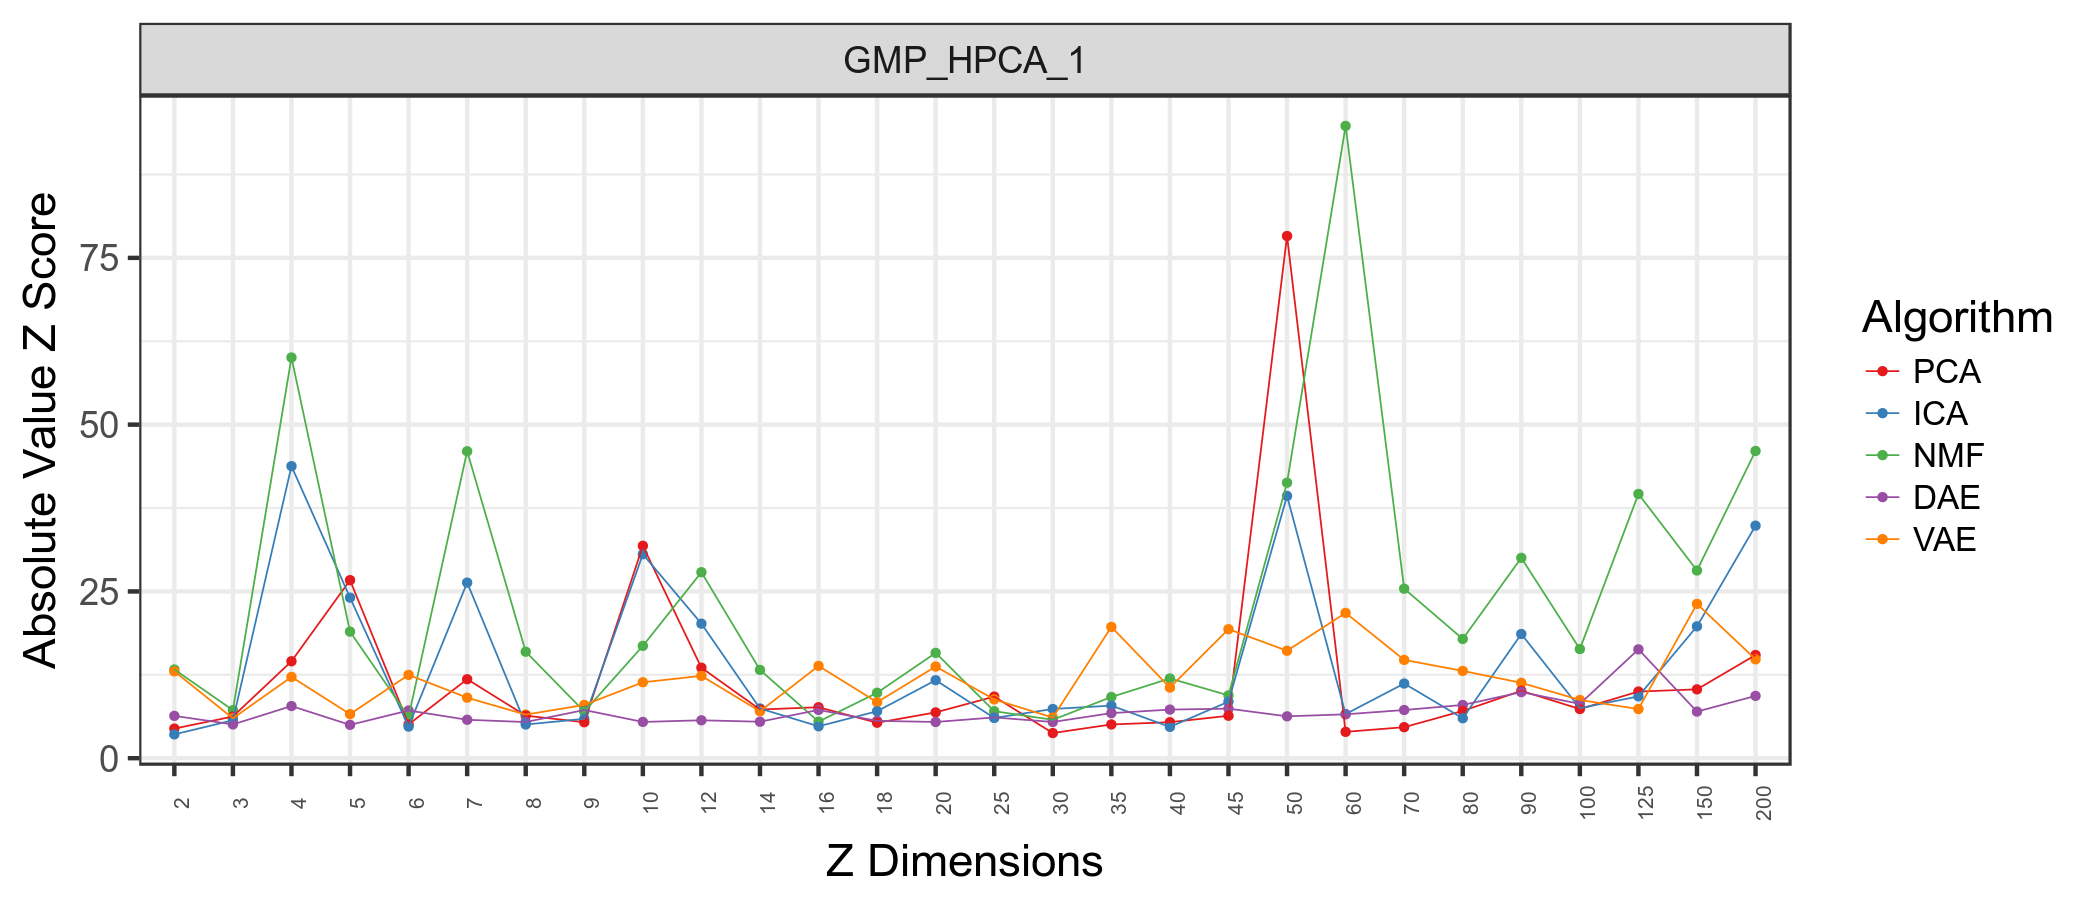 GMP_HPCA_1
Absolute Value Z Score
75
50
25
0
2 3 4 5 6 7 8 9 10 12 14 16 18 20 25 30 35 40 45 50 60 70 80 90 100 125 150 200
Z Dimensions
Algorithm
PCA
ICA
NMF
DAE
VAE